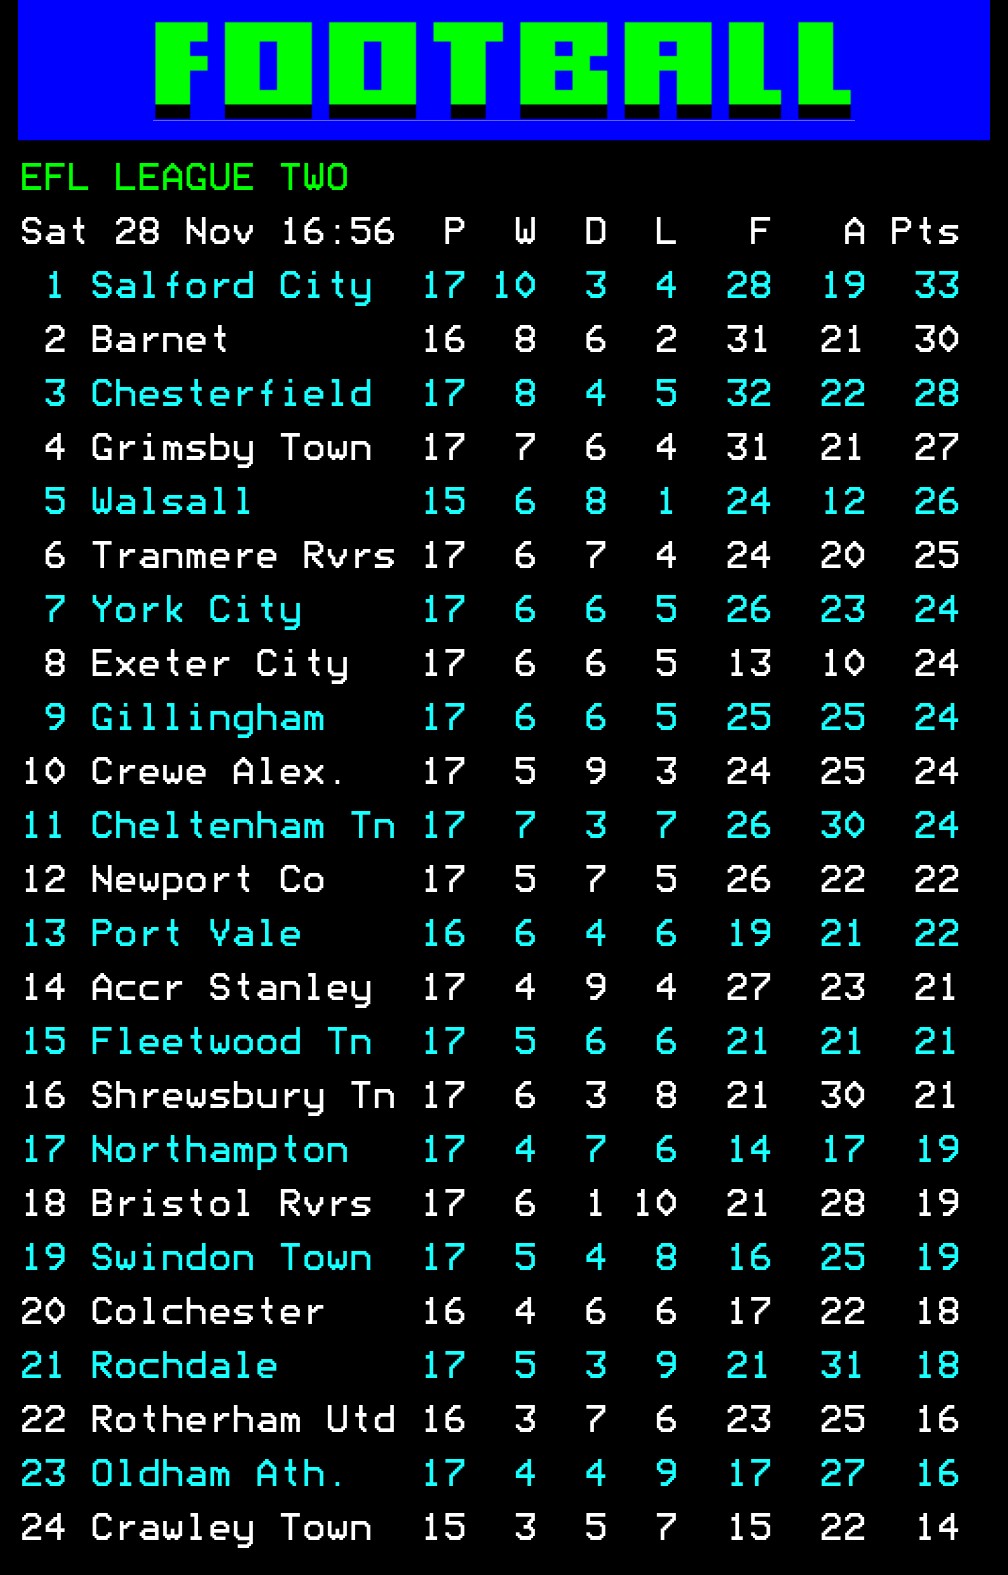 FOOTBALL
EFL LEAGUE TWO
Sat 28 Nov 16:56 P W D L F A Pts
1 Salford City 17 10 3 4 28 19 33
2 Barnet 16 8 6 2 31 21 30
3 Chesterfield 17 8 4 5 32 22 28
4 Grimsby Town 17 7 6 4 31 21 27
5 Walsall 15 6 8 1 24 12 26
6 Tranmere Rvrs 17 6 7 4 24 20 25
7 York City 17 6 6 5 26 23 24
8 Exeter City 17 6 6 5 13 10 24
9 Gillingham 17 6 6 5 25 25 24
10 Crewe Alex. 17 5 9 3 24 25 24
11 Cheltenham Tn 17 7 3 7 26 30 24
12 Newport Co 17 5 7 5 26 22 22
13 Port Vale 16 6 4 6 19 21 22
14 Accr Stanley 17 4 9 4 27 23 21
15 Fleetwood Tn 17 5 6 6 21 21 21
16 Shrewsbury Tn 17 6 3 8 21 30 21
17 Northampton 17 4 7 6 14 17 19
18 Bristol Rvrs 17 6 1 10 21 28 19
19 Swindon Town 17 5 4 8 16 25 19
20 Colchester 16 4 6 6 17 22 18
21 Rochdale 17 5 3 9 21 31 18
22 Rotherham Utd 16 3 7 6 23 25 16
23 Oldham Ath. 17 4 4 9 17 27 16
24 Crawley Town 15 3 5 7 15 22 14